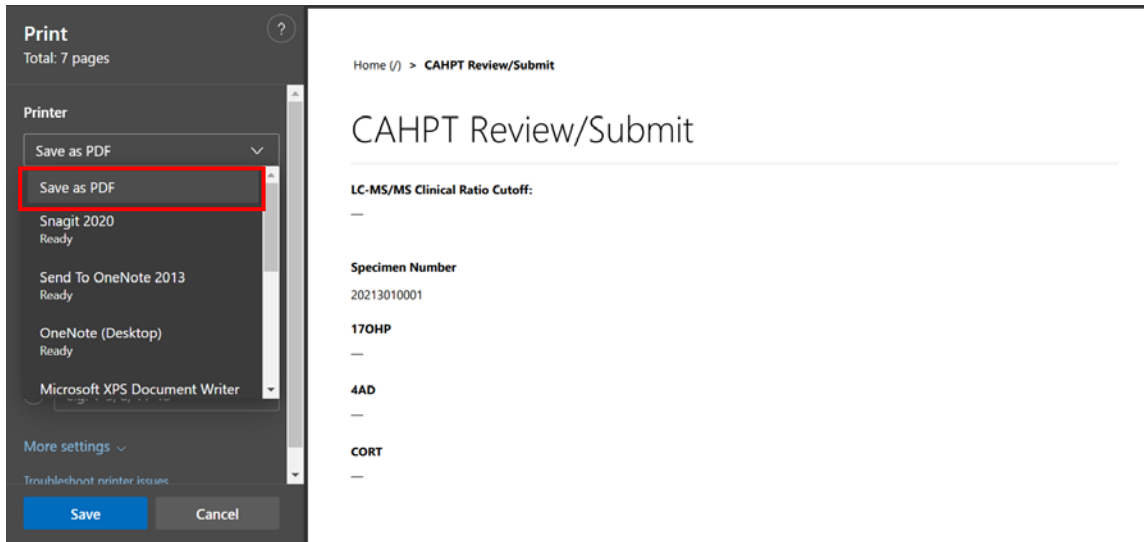 Print
?
Total: 7 pages
Printer
Save as PDF
Save as PDF
Snagit 2020
Ready
Send To OneNote 2013
Ready
OneNote (Desktop)
Ready
Microsoft XPS Document Writer
More settings
Troubleshoot printer issues
Save Cancel
Home (/) > CAHPT Review/Submit
CAHPT Review/Submit
LC-MS/MS Clinical Ratio Cutoff:
—
Specimen Number
20213010001
17OHP
—
4AD
—
CORT
—